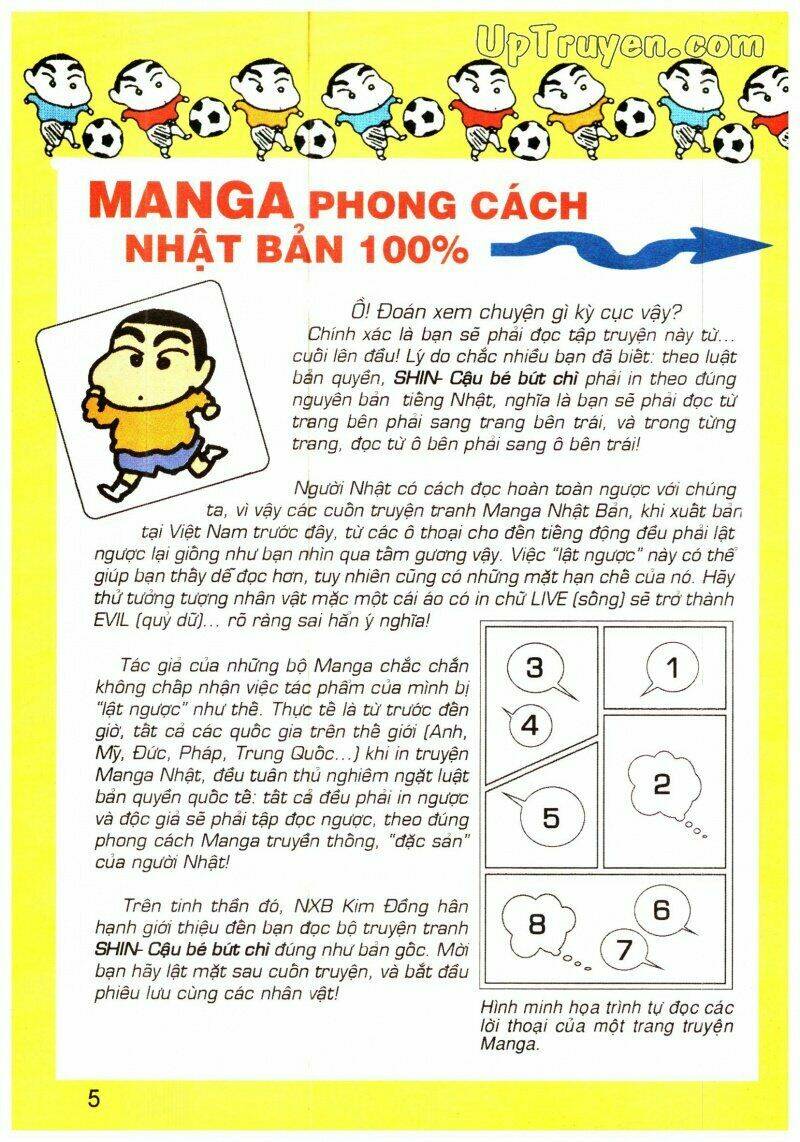 UpTruyen.com
MANGA PHONG CÁCH
NHẬT BẢN 100%
Ồ! Đoán xem chuyện gì kỳ cục vậy?
Chính xác là bạn sẽ phải đọc tập truyện này từ...
cuối lên đầu! Lý do chắc nhiều bạn đã biết: theo luật
bản quyền, SHIN- Cậu bé bút chì phải in theo đúng
nguyên bản tiếng Nhật, nghĩa là bạn sẽ phải đọc từ
trang bên phải sang trang bên trái, và trong từng
trang, đọc từ ô bên phải sang ô bên trái!
Người Nhật có cách đọc hoàn toàn ngược với chúng
ta, vì vậy các cuốn truyện tranh Manga Nhật Bản, khi xuất bản
tại Việt Nam trước đây, từ các ô thoại cho đến tiếng động đều phải lật
ngược lại giống như bạn nhìn qua tấm gương vậy. Việc "lật ngược" này có thể
giúp bạn thấy dễ đọc hơn, tuy nhiên cũng có những mặt hạn chế của nó. Hãy
thử tưởng tượng nhân vật mặc một cái áo có in chữ LIVE (sống) sẽ trở thành
EVIL (quỷ dữ)... rõ ràng sai hẳn ý nghĩa!
Tác giả của những bộ Manga chắc chắn
không chấp nhận việc tác phẩm của mình bị
"lật ngược" như thế. Thực tế là từ trước đến
giờ, tất cả các quốc gia trên thế giới (Anh,
Mỹ, Đức, Pháp, Trung Quốc...) khi in truyện
Manga Nhật, đều tuân thủ nghiêm ngặt luật
bản quyền quốc tế: tất cả đều phải in ngược
và độc giả sẽ phải tập đọc ngược, theo đúng
phong cách Manga truyền thống, "đặc sản"
của người Nhật!
Trên tinh thần đó, NXB Kim Đồng hân
hạnh giới thiệu đến bạn đọc bộ truyện tranh
SHIN- Cậu bé bút chì đúng như bản gốc. Mời
bạn hãy lật mặt sau cuốn truyện, và bắt đầu
phiêu lưu cùng các nhân vật!
1
2
3
4
5
6
7
8
Hình minh họa trình tự đọc các
lời thoại của một trang truyện
Manga.
5